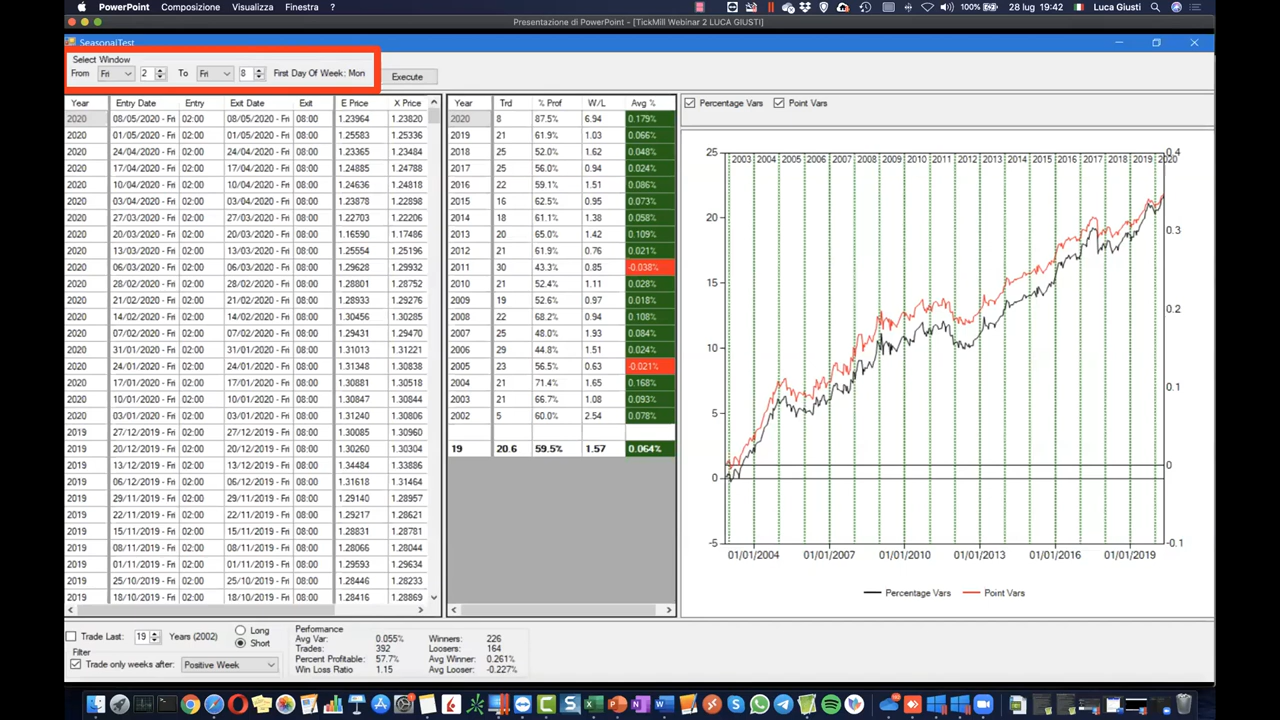 PowerPoint Composizione Visualizza Finestra ? 100% 28 lug 19:42 Luca Giusti
Presentazione di PowerPoint - [TickMill Webinar 2 LUCA GIUSTI]
SeasonalTest
Select Window
From Fri 2 To Fri 8 First Day Of Week: Mon Execute
Year Entry Date Entry Exit Date Exit E Price X Price
2020 08/05/2020 - Fri 02:00 08/05/2020 - Fri 08:00 1.23964 1.23820
2020 01/05/2020 - Fri 02:00 01/05/2020 - Fri 08:00 1.25583 1.25336
2020 24/04/2020 - Fri 02:00 24/04/2020 - Fri 08:00 1.23365 1.23484
2020 17/04/2020 - Fri 02:00 17/04/2020 - Fri 08:00 1.24885 1.24788
2020 10/04/2020 - Fri 02:00 10/04/2020 - Fri 08:00 1.24636 1.24818
2020 03/04/2020 - Fri 02:00 03/04/2020 - Fri 08:00 1.23878 1.22898
2020 27/03/2020 - Fri 02:00 27/03/2020 - Fri 08:00 1.22703 1.22206
2020 20/03/2020 - Fri 02:00 20/03/2020 - Fri 08:00 1.16590 1.87346
2020 13/03/2020 - Fri 02:00 13/03/2020 - Fri 08:00 1.25554 1.25196
2020 06/03/2020 - Fri 02:00 06/03/2020 - Fri 08:00 1.29628 1.29932
2020 28/02/2020 - Fri 02:00 28/02/2020 - Fri 08:00 1.28801 1.28752
2020 21/02/2020 - Fri 02:00 21/02/2020 - Fri 08:00 1.28933 1.29276
2020 14/02/2020 - Fri 02:00 14/02/2020 - Fri 08:00 1.30456 1.30285
2020 07/02/2020 - Fri 02:00 07/02/2020 - Fri 08:00 1.29431 1.29470
2020 31/01/2020 - Fri 02:00 31/01/2020 - Fri 08:00 1.31013 1.31221
2020 24/01/2020 - Fri 02:00 24/01/2020 - Fri 08:00 1.31348 1.30838
2020 17/01/2020 - Fri 02:00 17/01/2020 - Fri 08:00 1.30881 1.30518
2020 10/01/2020 - Fri 02:00 10/01/2020 - Fri 08:00 1.30847 1.30844
2020 03/01/2020 - Fri 02:00 03/01/2020 - Fri 08:00 1.31240 1.30806
2019 27/12/2019 - Fri 02:00 27/12/2019 - Fri 08:00 1.30085 1.30960
2019 20/12/2019 - Fri 02:00 20/12/2019 - Fri 08:00 1.30260 1.30450
2019 13/12/2019 - Fri 02:00 13/12/2019 - Fri 08:00 1.34484 1.33886
2019 06/12/2019 - Fri 02:00 06/12/2019 - Fri 08:00 1.31618 1.31464
2019 29/11/2019 - Fri 02:00 29/11/2019 - Fri 08:00 1.29140 1.28957
2019 22/11/2019 - Fri 02:00 22/11/2019 - Fri 08:00 1.29217 1.28621
2019 15/11/2019 - Fri 02:00 15/11/2019 - Fri 08:00 1.28831 1.28781
2019 08/11/2019 - Fri 02:00 08/11/2019 - Fri 08:00 1.28066 1.28044
2019 01/11/2019 - Fri 02:00 01/11/2019 - Fri 08:00 1.29593 1.29634
2019 25/10/2019 - Fri 02:00 25/10/2019 - Fri 08:00 1.28446 1.28233
2019 18/10/2019 - Fri 02:00 18/10/2019 - Fri 08:00 1.28416 1.28869
Year Trd % Prof W/L Avg %
2020 8 87.5% 6.94 0.179%
2019 21 61.9% 1.03 0.066%
2018 25 52.0% 1.62 0.048%
2017 25 56.0% 0.94 0.024%
2016 22 59.1% 1.51 0.086%
2015 16 62.5% 0.95 0.073%
2014 18 61.1% 1.38 0.058%
2013 20 65.0% 1.42 0.109%
2012 21 61.9% 0.76 0.021%
2011 30 43.3% 0.85 -0.038%
2010 21 52.4% 1.11 0.028%
2009 19 52.6% 0.97 0.018%
2008 22 68.2% 0.94 0.108%
2007 25 48.0% 1.93 0.084%
2006 29 44.8% 1.51 0.024%
2005 23 56.5% 0.63 -0.021%
2004 21 71.4% 1.65 0.168%
2003 21 66.7% 1.08 0.093%
2002 5 60.0% 2.54 0.078%
19 20.6 59.5% 1.57 0.064%
Percentage Vars Point Vars
2003 2004 2005 2006 2007 2008 2009 2010 2011 2012 2013 2014 2015 2016 2017 2018 2019 2020
25
20
15
10
5
0
-5
0.4
0.3
0.2
0.1
0
-0.1
01/01/2004 01/01/2007 01/01/2010 01/01/2013 01/01/2016 01/01/2019
Percentage Vars Point Vars
Trade Last: 19 Years (2002)
Long
Short
Filter
Trade only weeks after: Positive Week
Performance
Avg Var: 0.055%
Trades: 392
Percent Profitable: 57.7%
Win Loss Ratio 1.15
Winners: 226
Loosers: 164
Avg Winner: 0.261%
Avg Looser: -0.227%